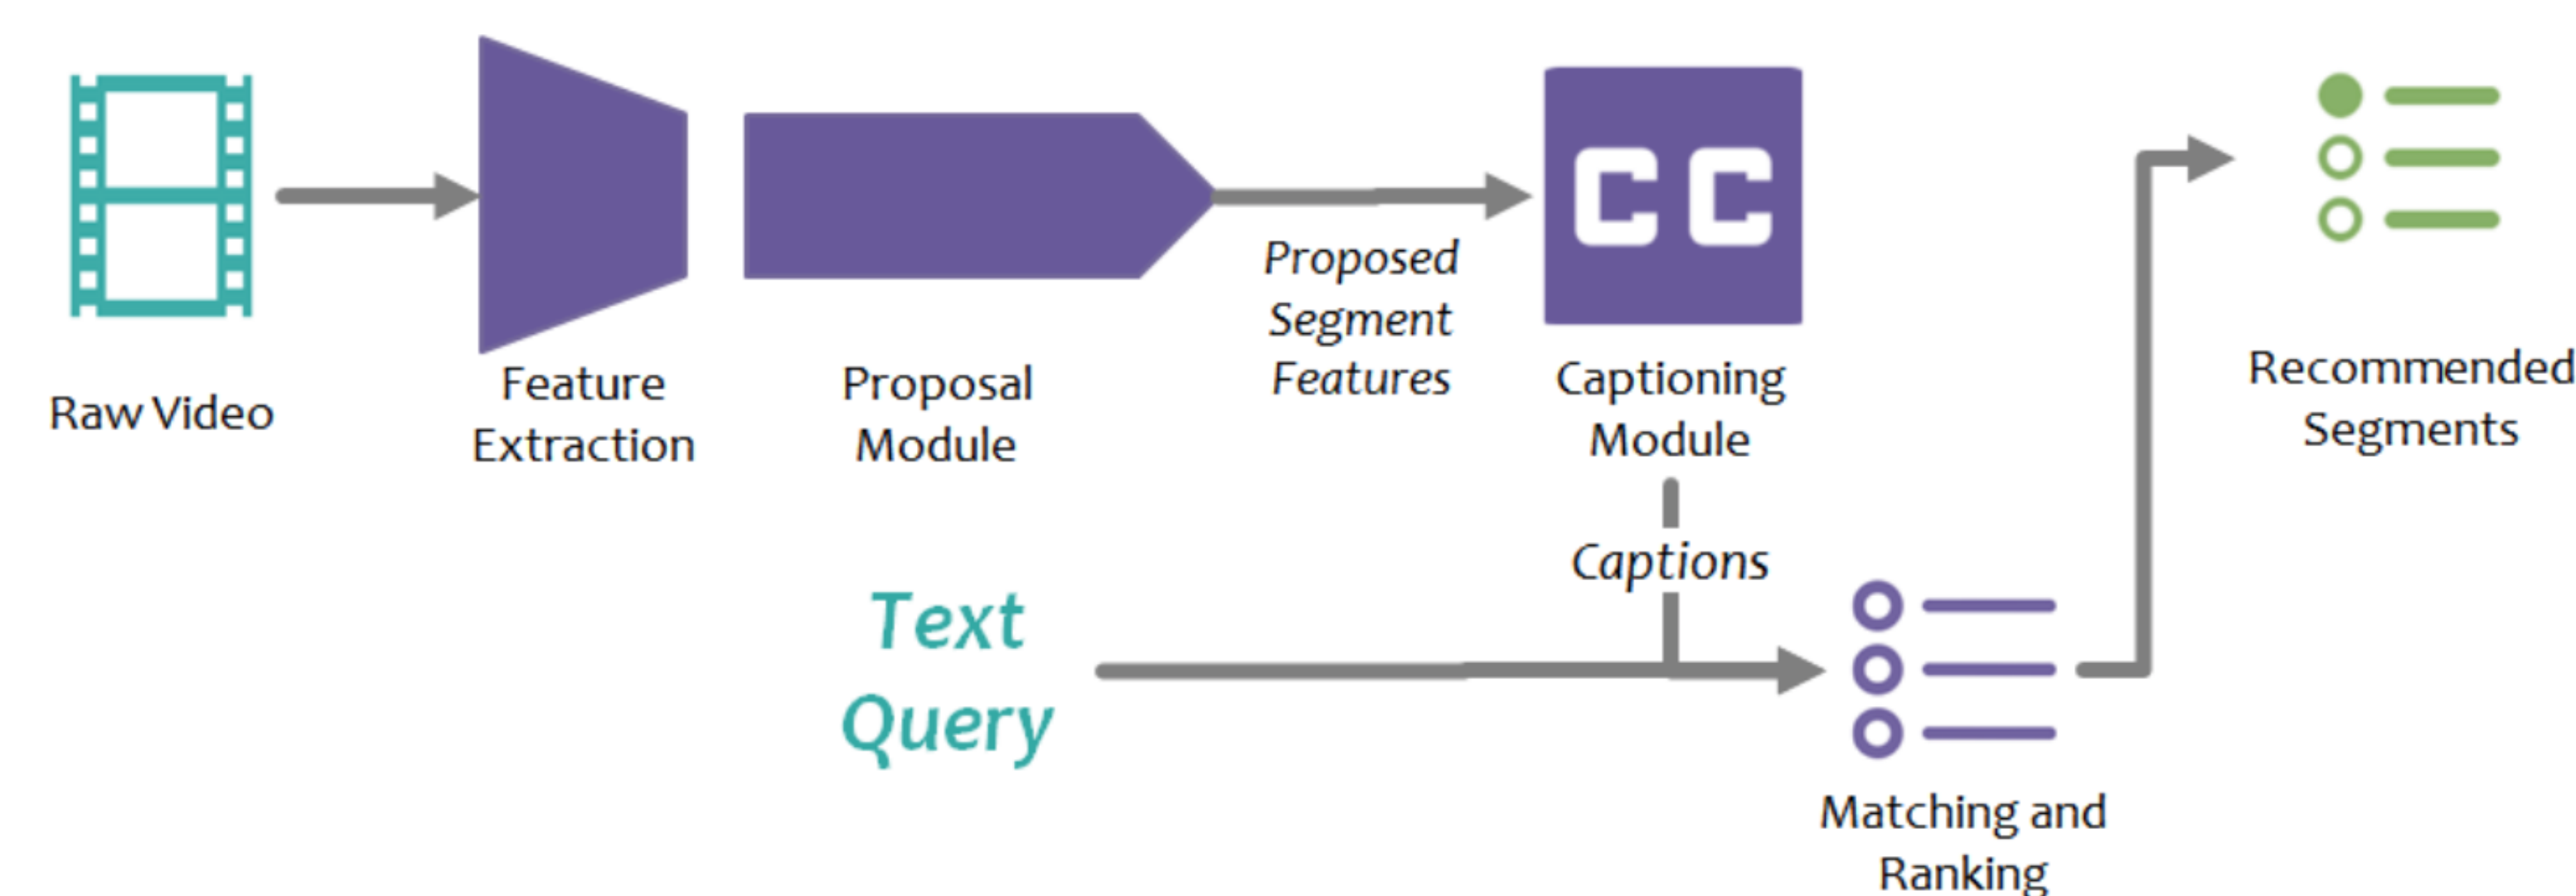 Raw Video
Feature
Extraction
Proposal
Module
Proposed
Segment
Features
CC
Captioning
Module
Captions
Text
Query
Matching and
Ranking
Recommended
Segments